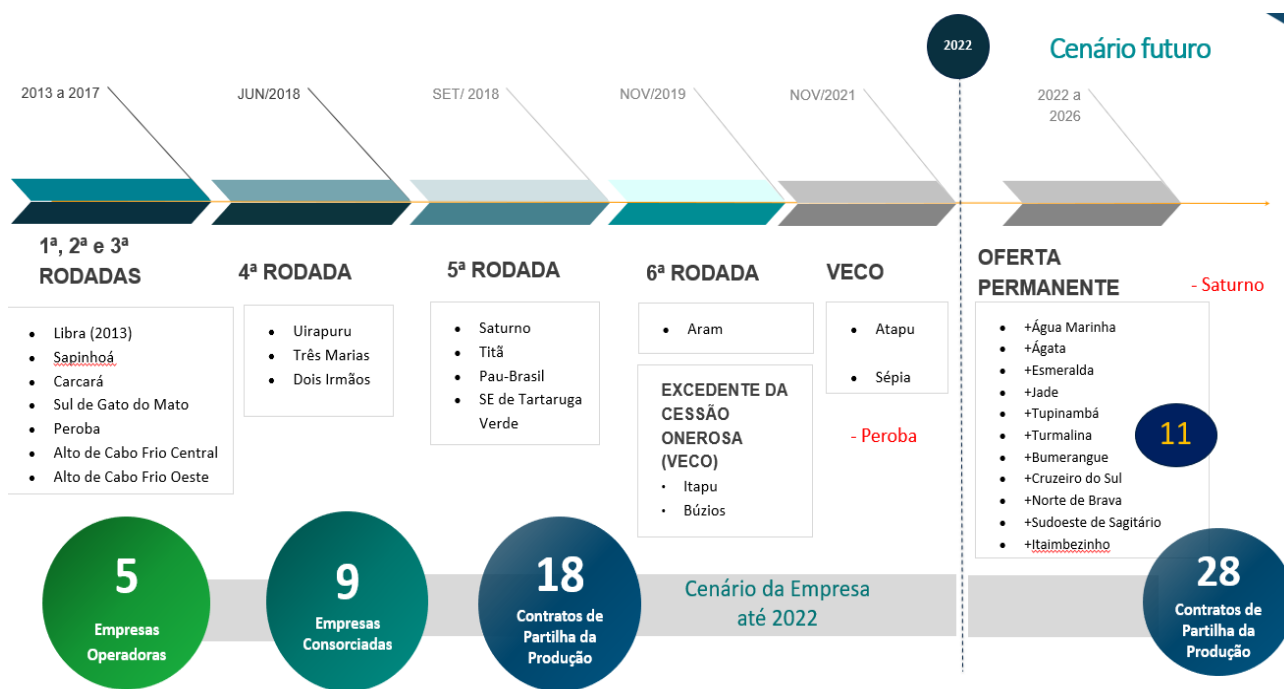 2022
Cenário futuro
2013 a 2017
JUN/2018
SET/ 2018
NOV/2019
NOV/2021
2022 a
2026
1ª, 2ª e 3ª
RODADAS
4ª RODADA
5ª RODADA
6ª RODADA
VECO
OFERTA
PERMANENTE
- Saturno
• Libra (2013)
• Sapinhoá
• Carcará
• Sul de Gato do Mato
• Peroba
• Alto de Cabo Frio Central
• Alto de Cabo Frio Oeste
• Uirapuru
• Três Marias
• Dois Irmãos
• Saturno
• Titã
• Pau-Brasil
• SE de Tartaruga
Verde
• Aram
EXCEDENTE DA
CESSÃO
ONEROSA
(VECO)
• Itapu
• Búzios
• Atapu
• Sépia
- Peroba
• +Água Marinha
• +Ágata
• +Esmeralda
• +Jade
• +Tupinambá
• +Turmalina
• +Bumerangue
• +Cruzeiro do Sul
• +Norte de Brava
• +Sudoeste de Sagitário
• +Itaimbezinho
11
5
Empresas
Operadoras
9
Empresas
Consorciadas
18
Contratos de
Partilha da
Produção
Cenário da Empresa
até 2022
28
Contratos de
Partilha da
Produção